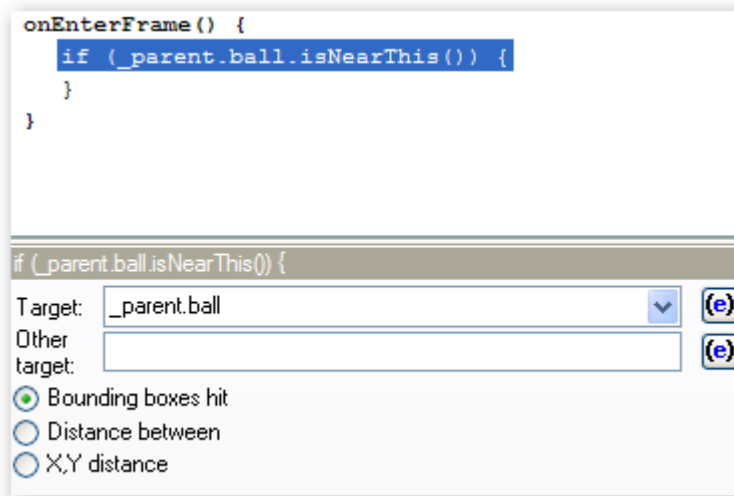 onEnterFrame() {
if (_parent.ball.isNearThis()) {
}
}
if (_parent.ball.isNearThis()) {
Target: _parent.ball (e)
Other target: (e)
Bounding boxes hit
Distance between
X,Y distance